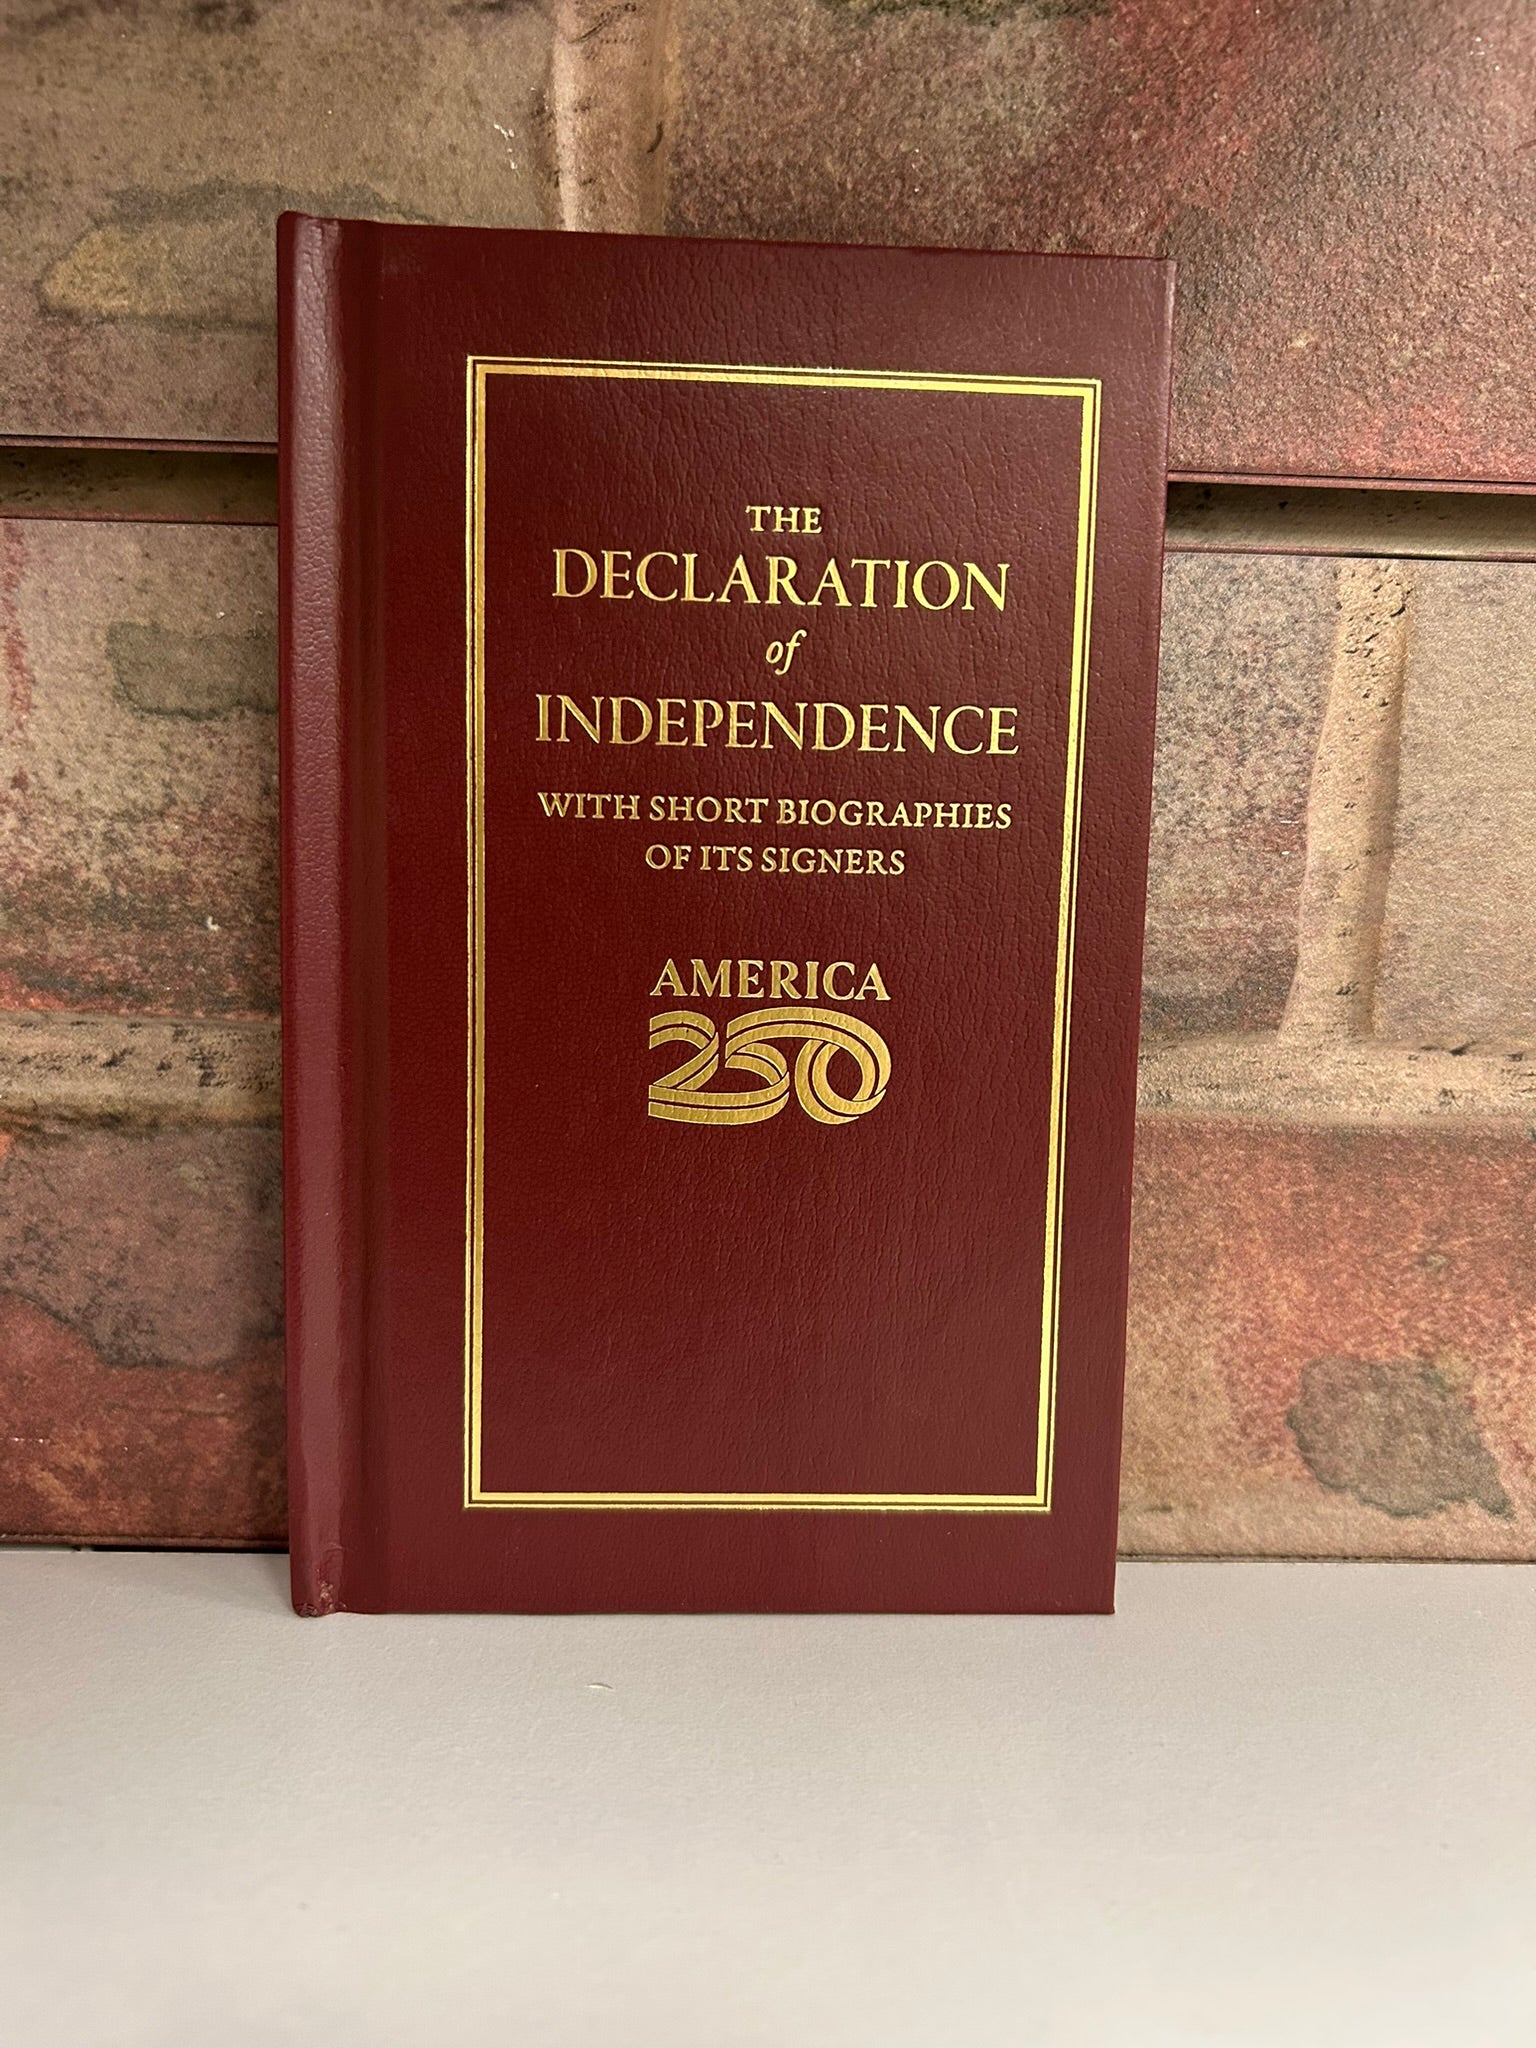 THE
DECLARATION
of
INDEPENDENCE
WITH SHORT BIOGRAPHIES
OF ITS SIGNERS
AMERICA
250